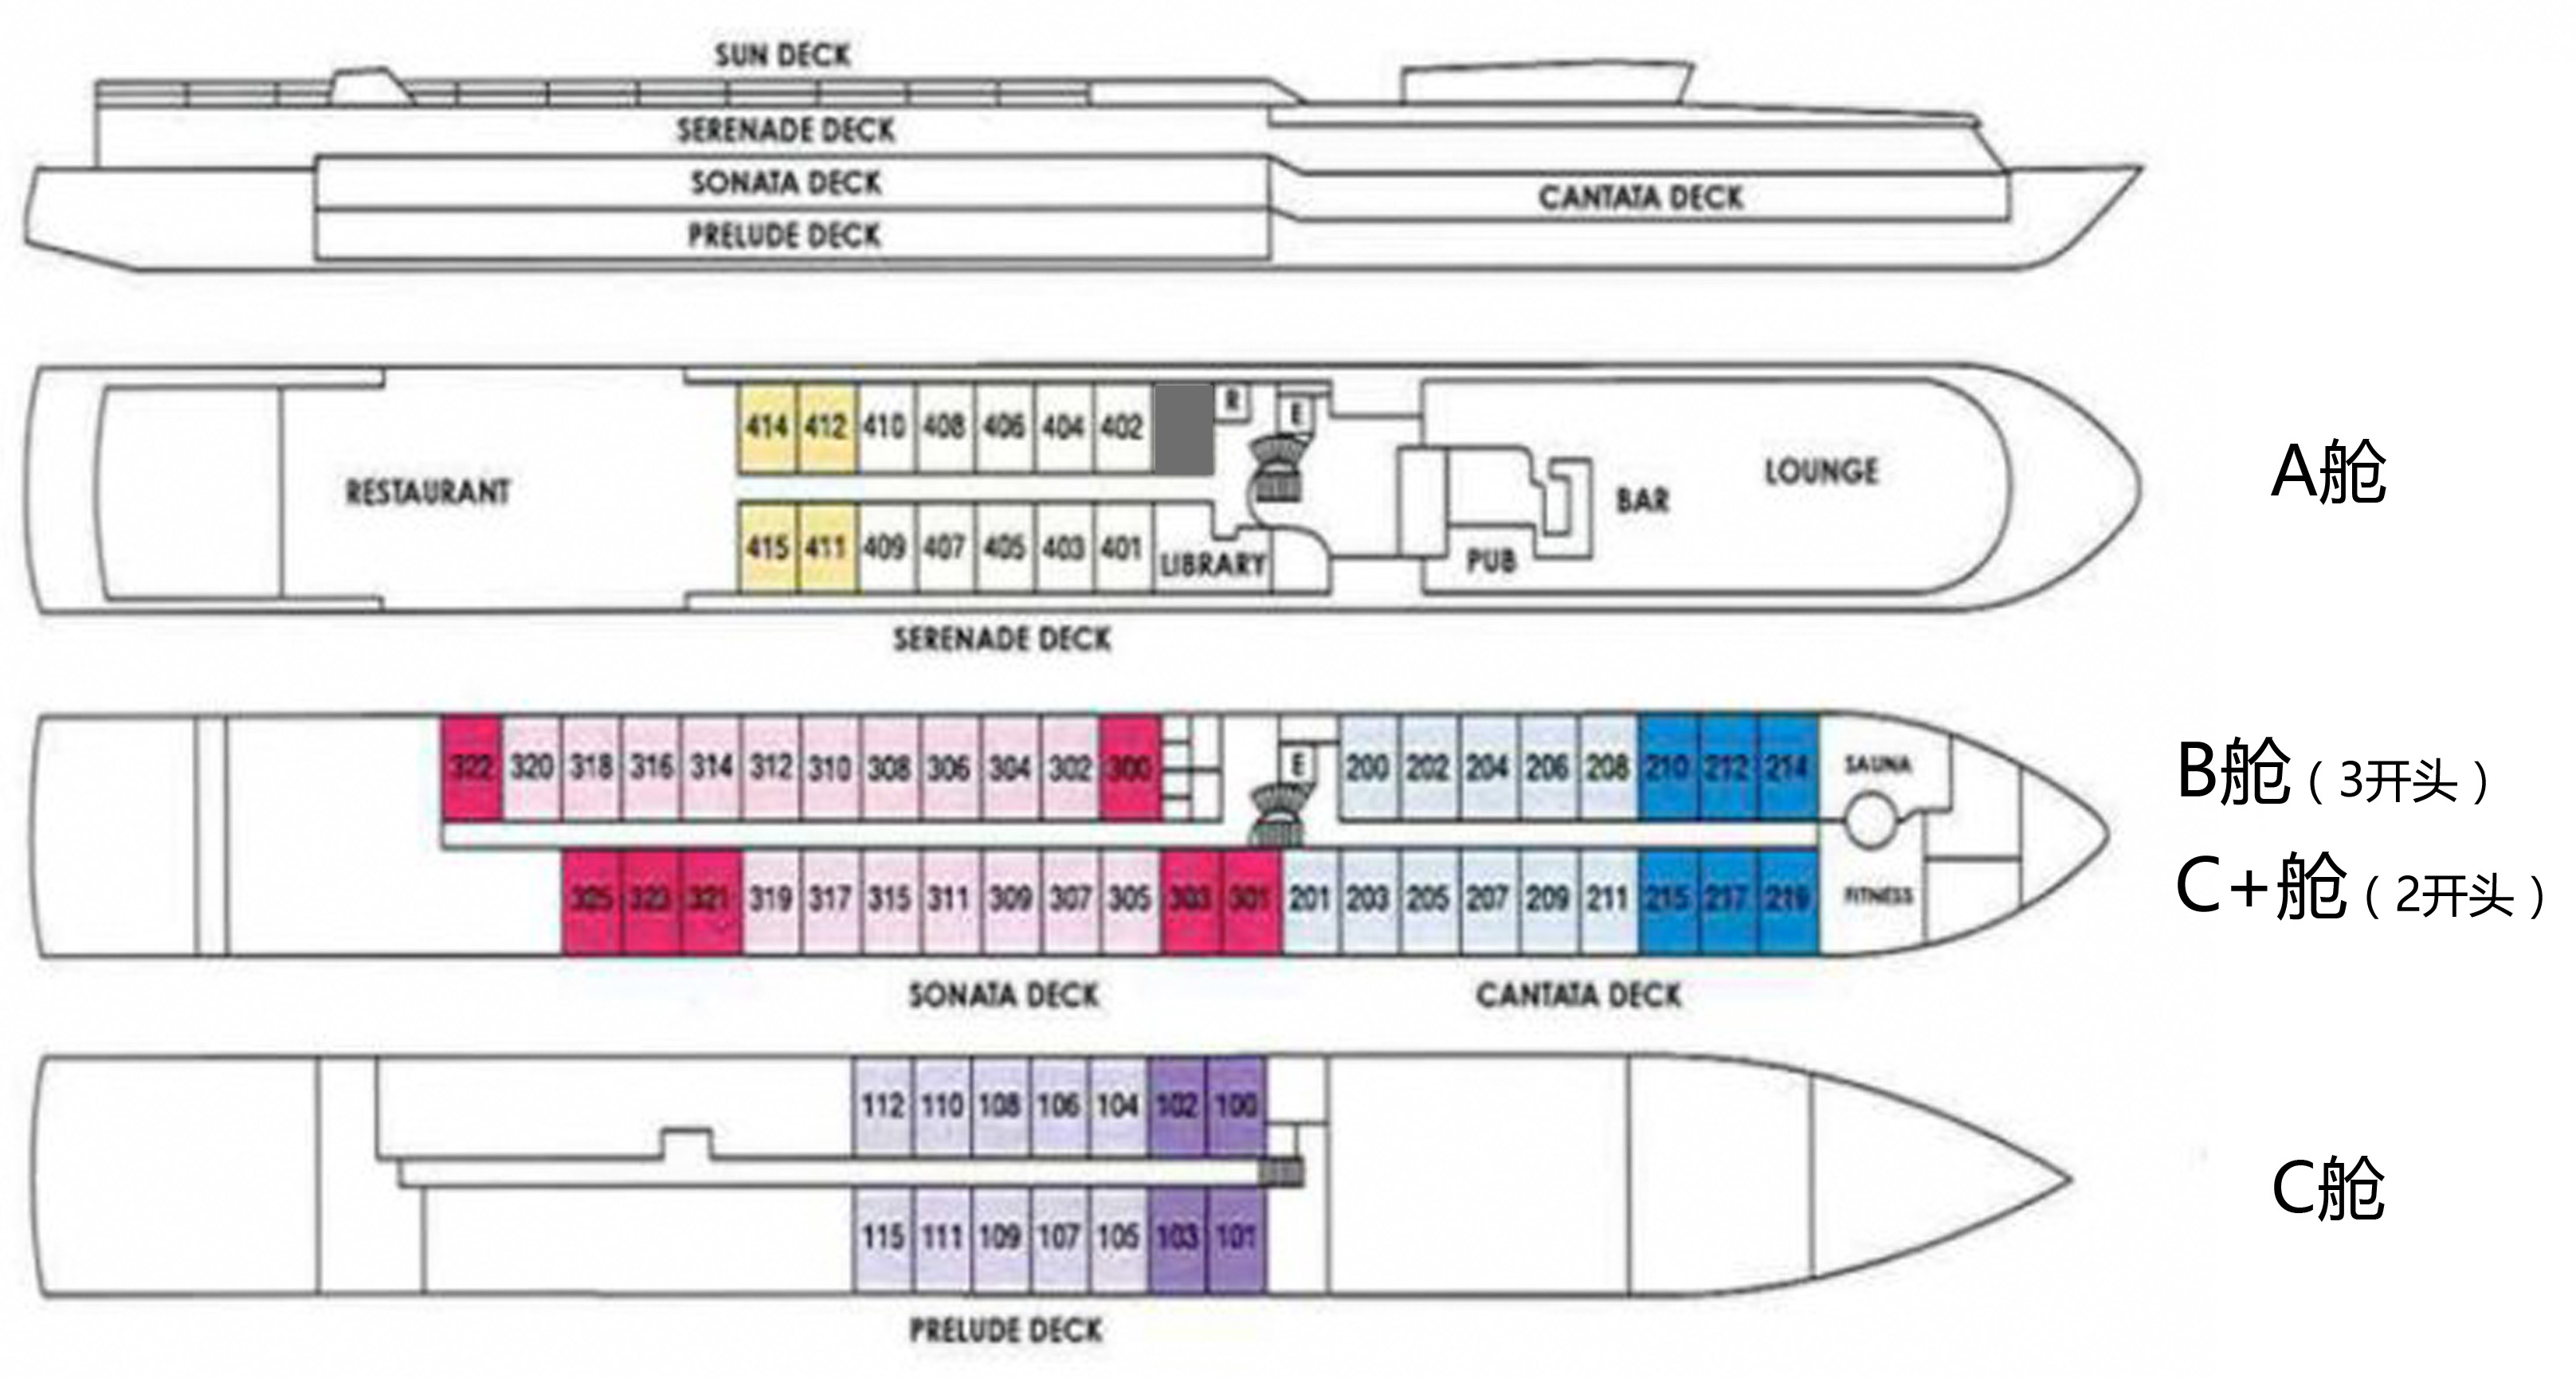 SUN DECK
SERENADE DECK
SONATA DECK
CANTATA DECK
PRELUDE DECK
414 412 410 408 406 404 402 R E
RESTAURANT
LOUNGE
BAR
A舱
415 411 409 407 405 403 401 LIBRARY
PUB
SERENADE DECK
322 320 318 316 314 312 310 308 306 304 302 300 E 200 202 204 206 208 210 212 214 SAUNA
B舱（3开头）
325 323 321 319 317 315 311 309 307 305 303 301 201 203 205 207 209 211 215 217 219 FITNESS
C+舱（2开头）
SONATA DECK
CANTATA DECK
112 110 108 106 104 102 100
C舱
115 111 109 107 105 103 101
PRELUDE DECK